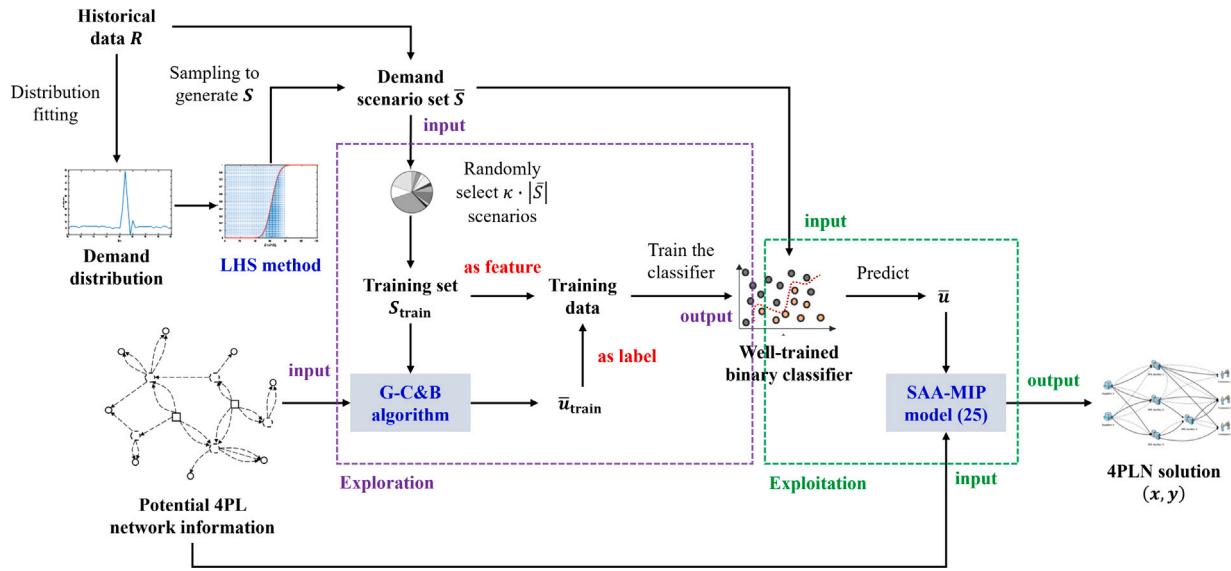 Historical
data R
Distribution
fitting
Sampling to
generate S
Demand
scenario set S̅
input
Demand
distribution
LHS method
Randomly
select κ · |S̅|
scenarios
Training set
S_train
as feature
Training
data
Train the
classifier
output
input
Predict
u̅
Well-trained
binary classifier
as label
input
G-C&B
algorithm
u̅_train
SAA-MIP
model (25)
output
Exploration
Exploitation
input
Potential 4PL
network information
4PLN solution
(x, y)